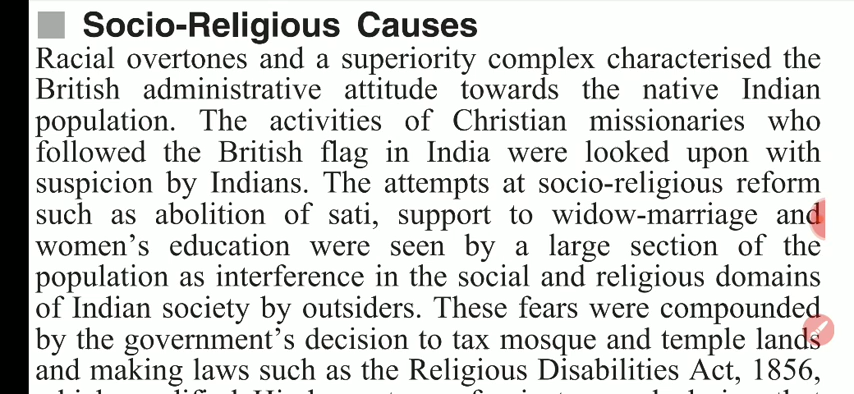 Socio-Religious Causes
Racial overtones and a superiority complex characterised the
British administrative attitude towards the native Indian
population. The activities of Christian missionaries who
followed the British flag in India were looked upon with
suspicion by Indians. The attempts at socio-religious reform
such as abolition of sati, support to widow-marriage and
women's education were seen by a large section of the
population as interference in the social and religious domains
of Indian society by outsiders. These fears were compounded
by the government's decision to tax mosque and temple lands
and making laws such as the Religious Disabilities Act, 1856,